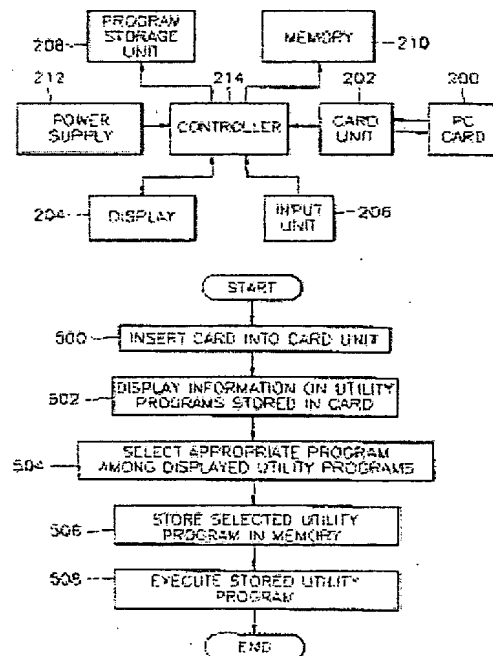 PROGRAM
STORAGE
UNIT
208
MEMORY
210
212
214
202
200
POWER
SUPPLY
CONTROLLER
CARD
UNIT
PC
CARD
204
DISPLAY
INPUT
UNIT
206
START
500
INSERT CARD INTO CARD UNIT
502
DISPLAY INFORMATION ON UTILITY
PROGRAMS STORED IN CARD
504
SELECT APPROPRIATE PROGRAM
AMONG DISPLAYED UTILITY PROGRAMS
506
STORE SELECTED UTILITY
PROGRAM IN MEMORY
508
EXECUTE STORED UTILITY
PROGRAM
END